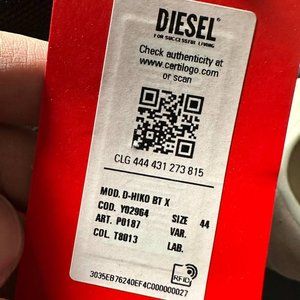 DIESEL
FOR SUCCESSFUL LIVING
Check authenticity at
www.certilogo.com
or scan
CLG 444 431 273 815
MOD. D-HIKO BT X
COD. Y02964 SIZE 44
ART. P0187 VAR.
COL. T8013 LAB.
3035EB76240EF4C000000027
RFID